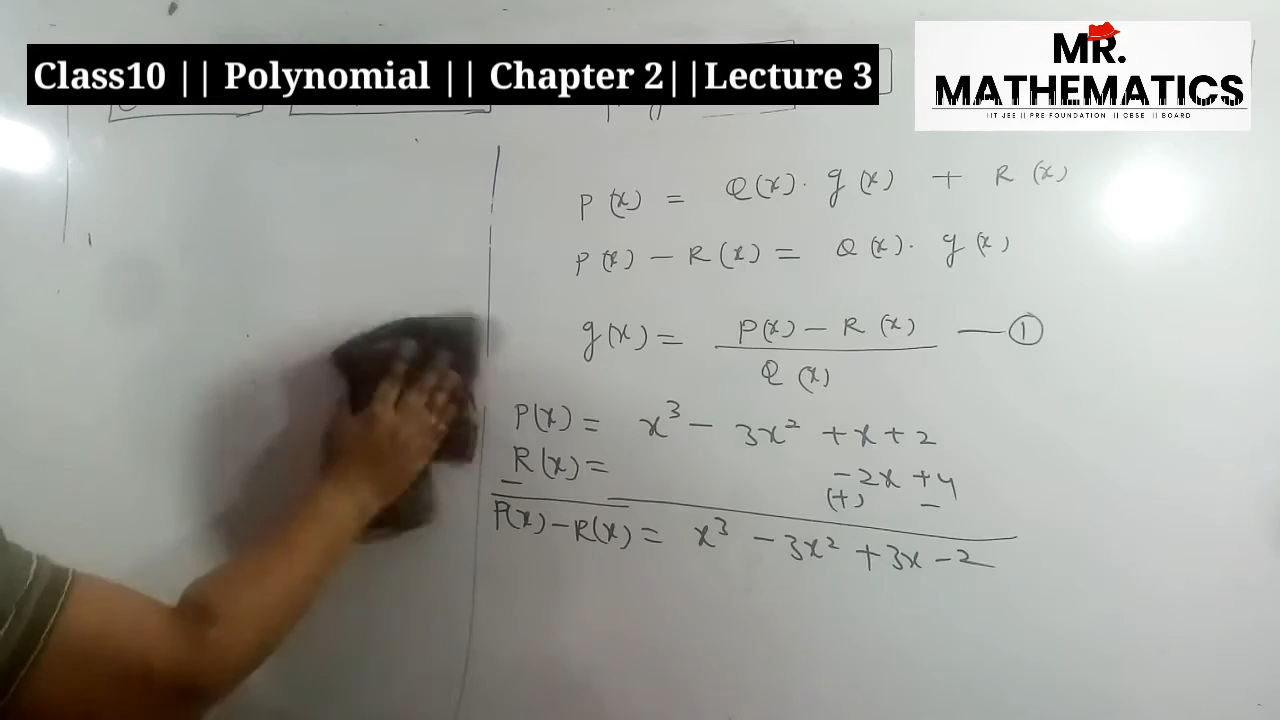 Class10 || Polynomial || Chapter 2||Lecture 3
MR.
MATHEMATICS
IIT JEE || PRE FOUNDATION || CBSE || BOARD
P(x) = Q(x). g(x) + R(x)
P(x) - R(x) = Q(x). g(x)
g(x) = P(x) - R(x) / Q(x) — ①
P(x) = x³ - 3x² + x + 2
R(x) = -2x + 4
- (+) -
P(x) - R(x) = x³ - 3x² + 3x - 2